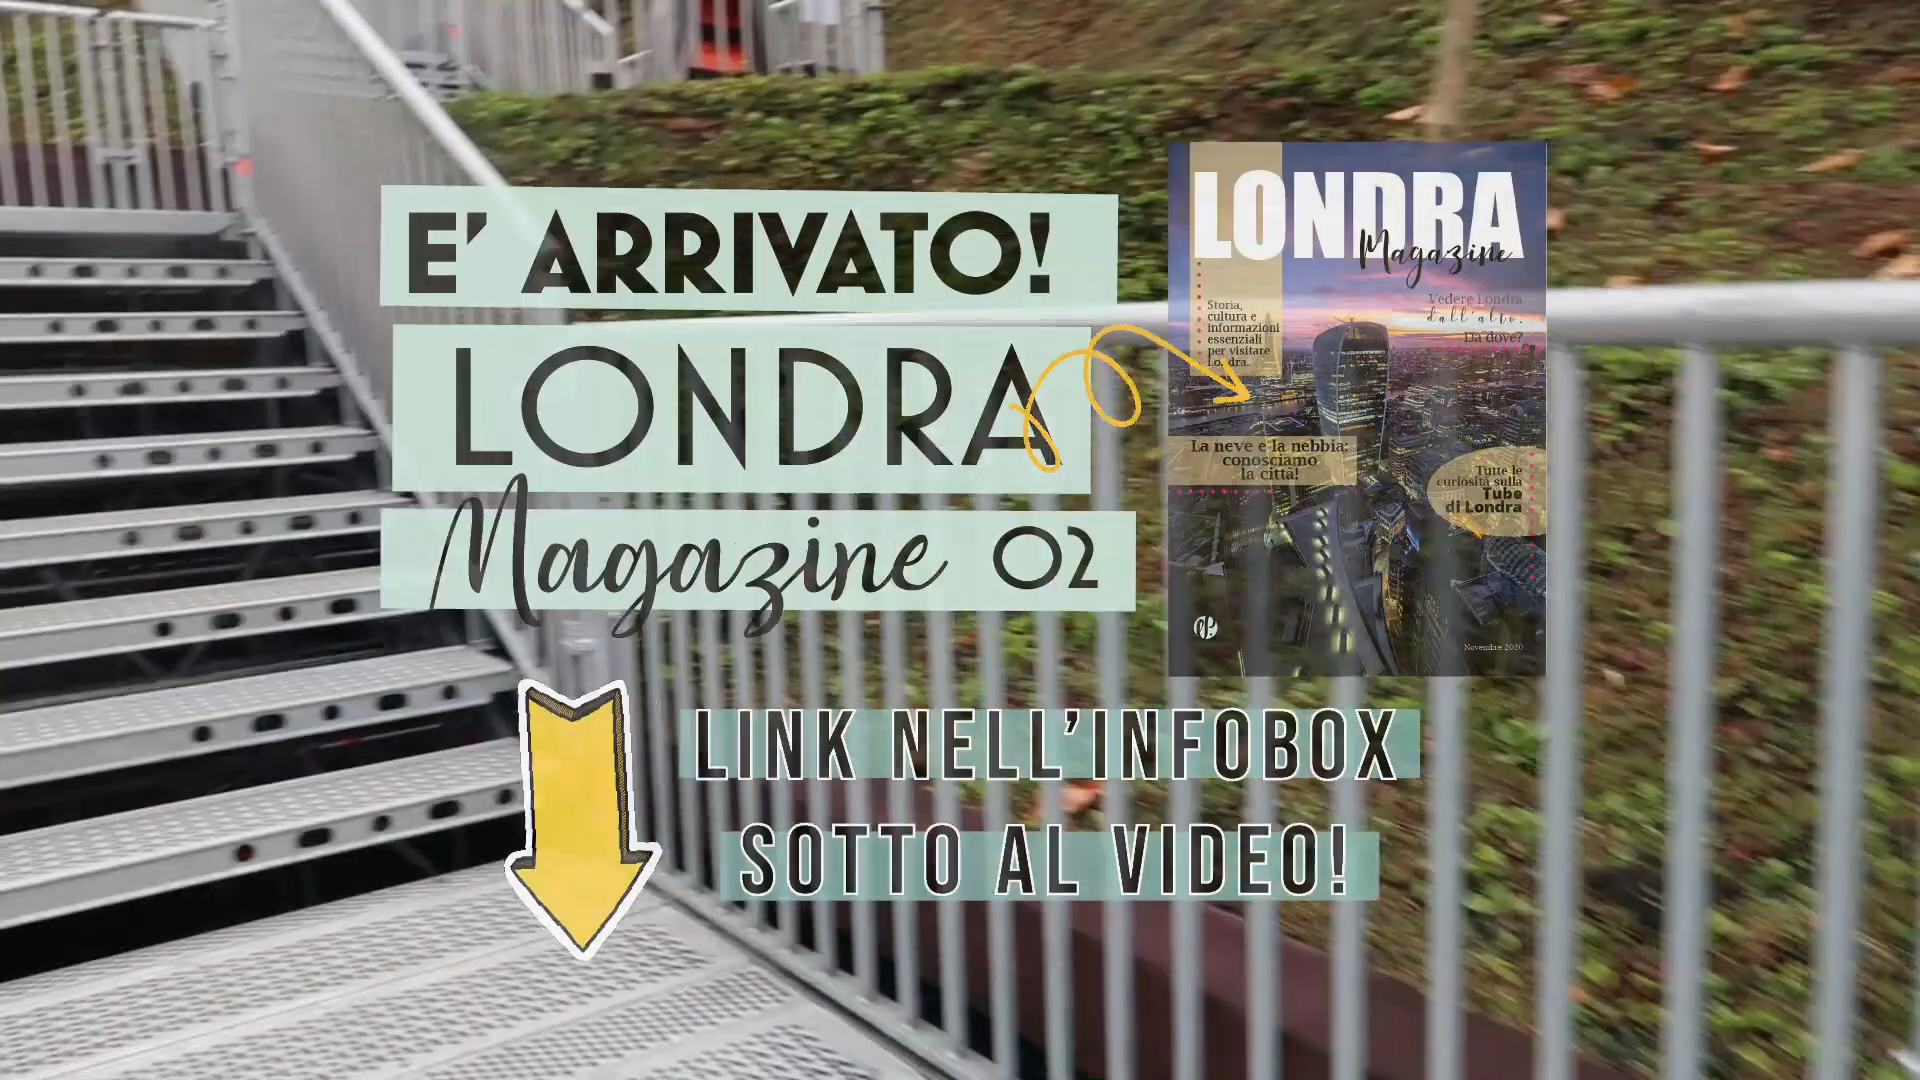 E' ARRIVATO!
LONDRA
Magazine 02
LONDRA
Magazine
Storia,
cultura e
informazioni
essenziali
per visitare
Londra.
Vedere Londra
dall'alto.
Da dove?
La neve e la nebbia:
conosciamo
la città!
Tutte le
curiosità sulla
Tube
di Londra
Novembre 2020
LINK NELL'INFOBOX
SOTTO AL VIDEO!